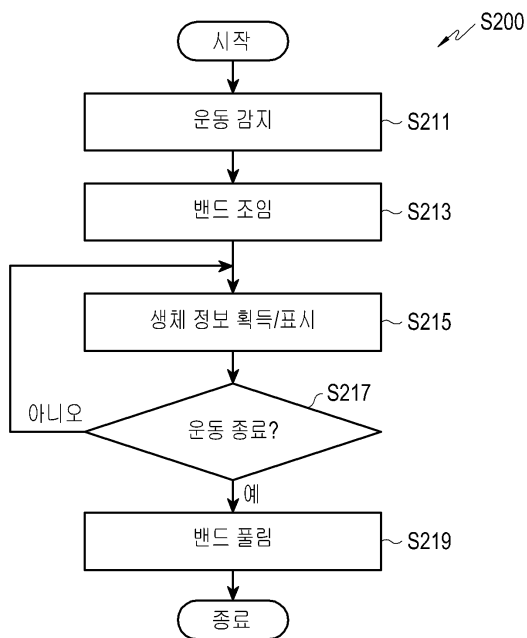 시작
S200
운동 감지
S211
밴드 조임
S213
생체 정보 획득/표시
S215
S217
운동 종료?
아니오
예
밴드 풀림
S219
종료